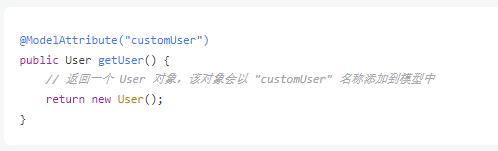 @ModelAttribute("customUser")
public User getUser() {
    // 返回一个 User 对象，该对象会以 "customUser" 名称添加到模型中
    return new User();
}